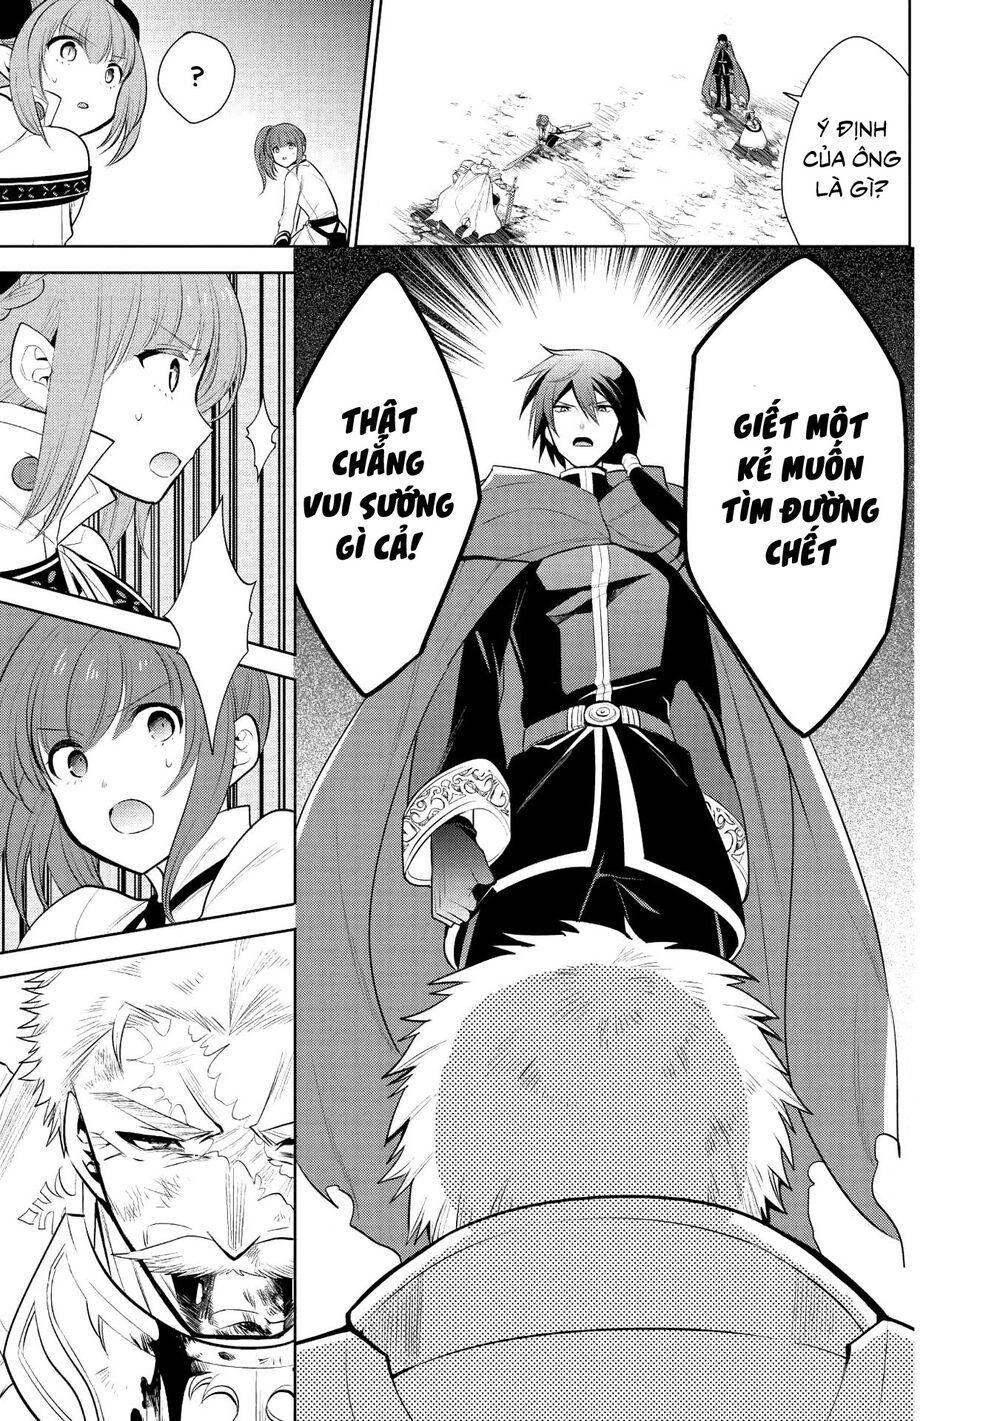 Ý ĐỊNH
CỦA ÔNG
LÀ GÌ?
?
GIẾT MỘT
KẺ MUỐN
TÌM ĐƯỜNG
CHẾT
THẬT
CHẲNG
VUI SƯỚNG
GÌ CẢ!